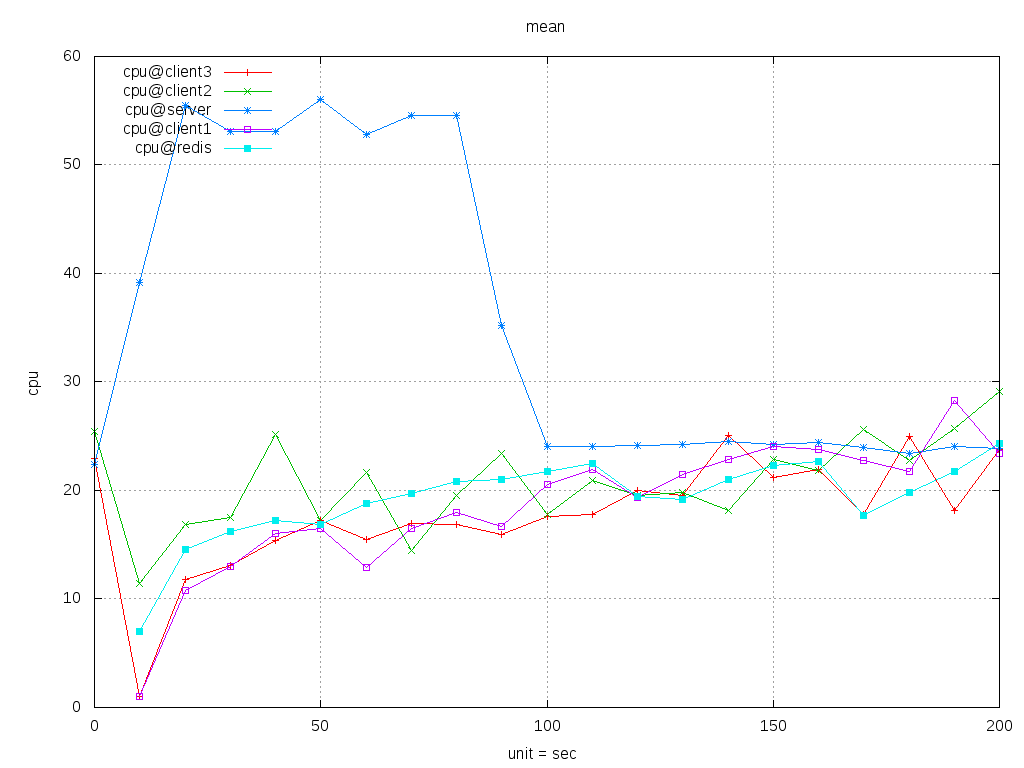 mean
60
50
40
30
20
10
0
cpu
cpu@client3
cpu@client2
cpu@server
cpu@client1
cpu@redis
0 50 100 150 200
unit = sec